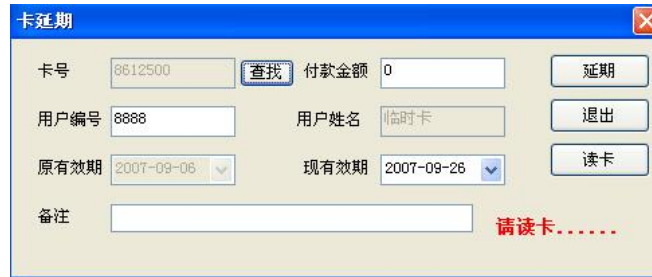 卡延期
卡号 8612500 查找 付款金额 0 延期
用户编号 8888 用户姓名 临时卡 退出
原有效期 2007-09-06 现有效期 2007-09-26 读卡
备注 请读卡......